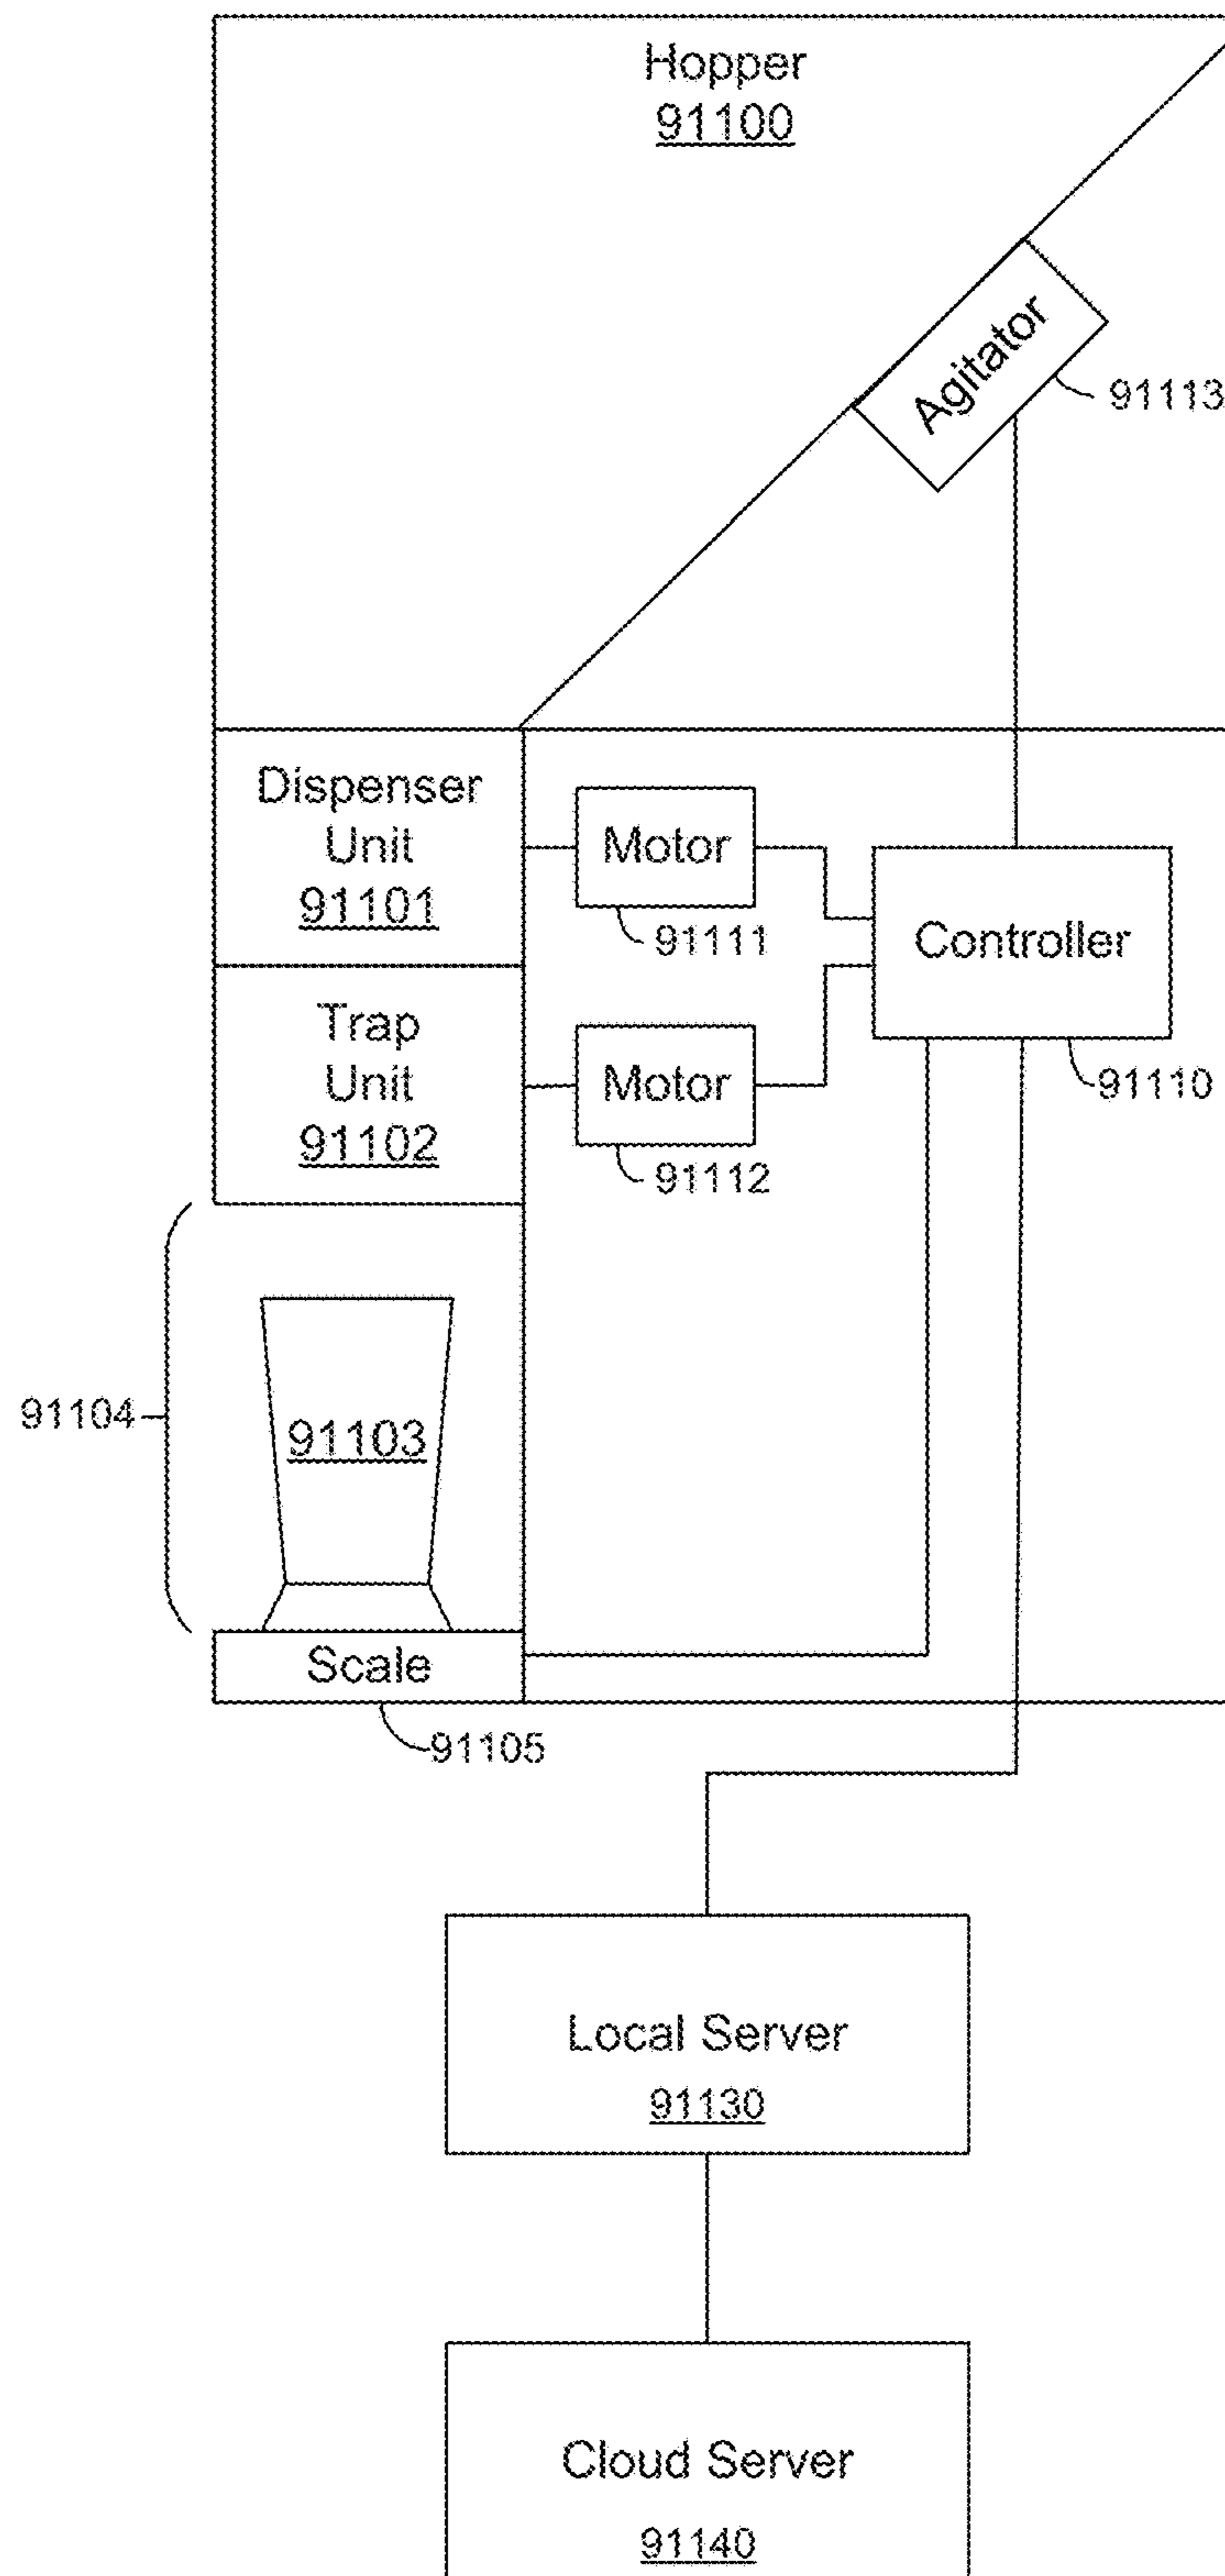 Hopper
91100
Agitator
91113
Dispenser
Unit
91101
Motor
91111
Controller
91110
Trap
Unit
91102
Motor
91112
91104
91103
Scale
91105
Local Server
91130
Cloud Server
91140